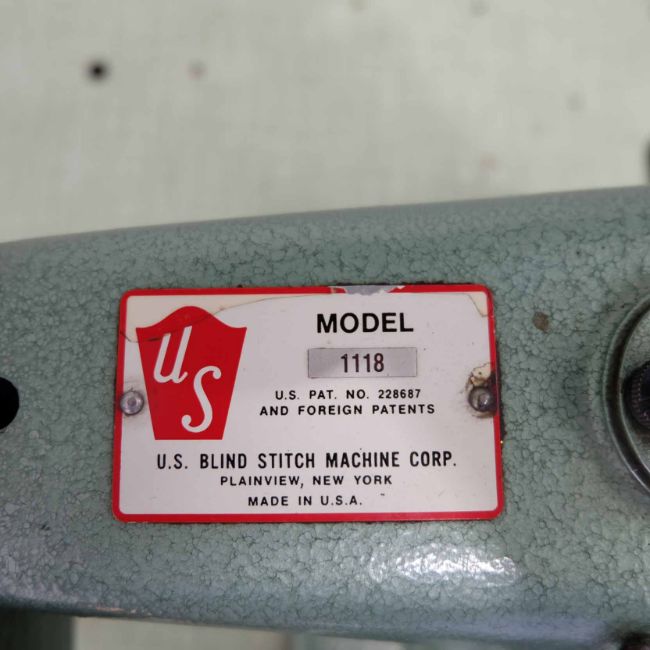 US
MODEL
1118
U.S. PAT. NO. 228687
AND FOREIGN PATENTS
U.S. BLIND STITCH MACHINE CORP.
PLAINVIEW, NEW YORK
MADE IN U.S.A.